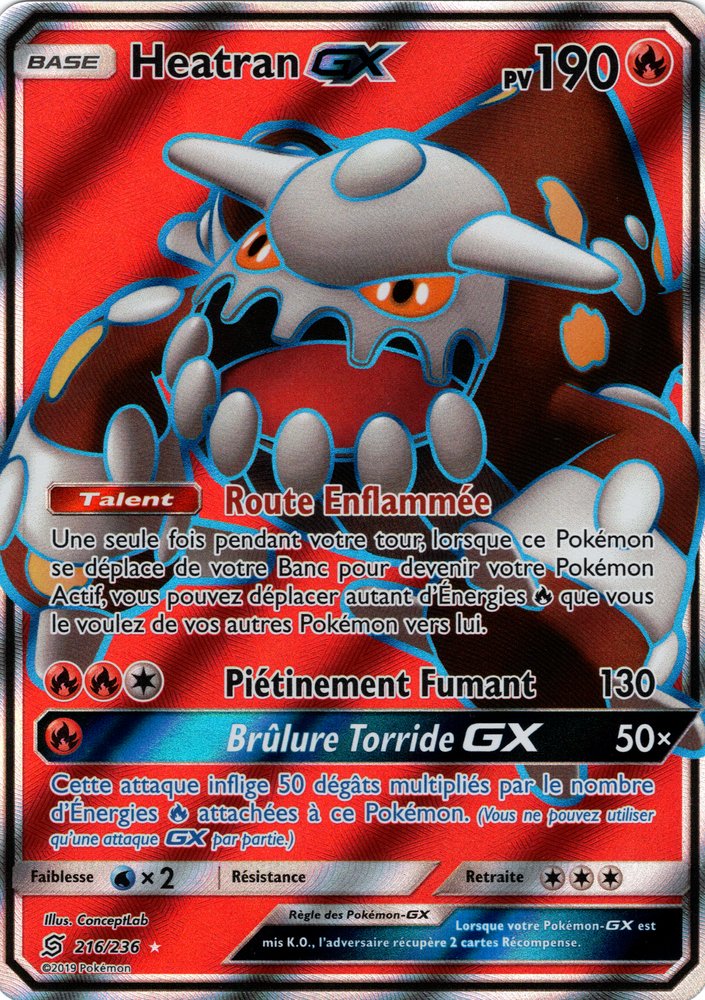 BASE Heatran GX PV190
Talent Route Enflammée
Une seule fois pendant votre tour, lorsque ce Pokémon
se déplace de votre Banc pour devenir votre Pokémon
Actif, vous pouvez déplacer autant d'Énergies que vous
le voulez de vos autres Pokémon vers lui.
Piétinement Fumant 130
Brûlure Torride GX 50×
Cette attaque inflige 50 dégâts multipliés par le nombre
d'Énergies attachées à ce Pokémon. (Vous ne pouvez utiliser
qu'une attaque GX par partie.)
Faiblesse × 2 Résistance Retraite
Illus. ConceptLab
216/236
©2019 Pokémon
Règle des Pokémon-GX
Lorsque votre Pokémon-GX est
mis K.O., l'adversaire récupère 2 cartes Récompense.